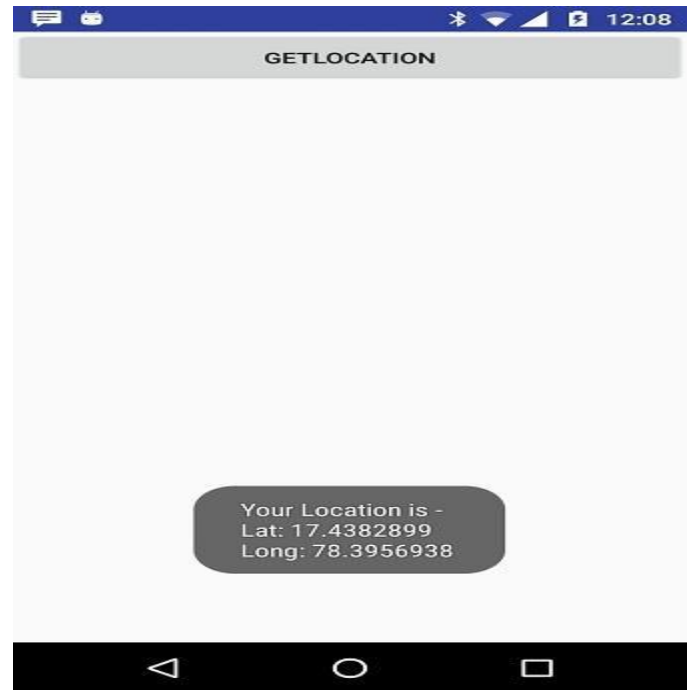 12:08
GETLOCATION
Your Location is -
Lat: 17.4382899
Long: 78.3956938